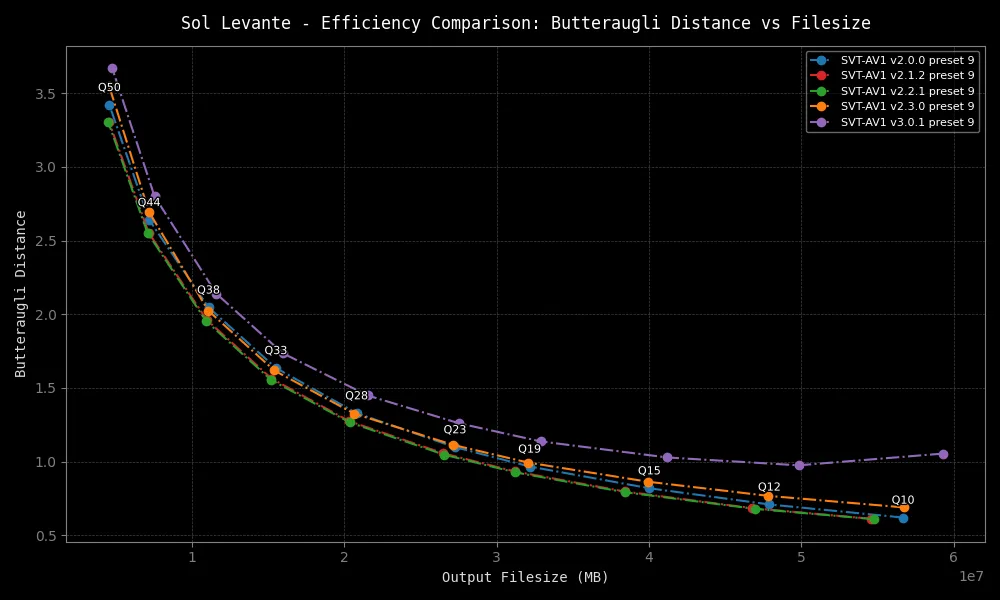 Sol Levante - Efficiency Comparison: Butteraugli Distance vs Filesize
SVT-AV1 v2.0.0 preset 9
SVT-AV1 v2.1.2 preset 9
SVT-AV1 v2.2.1 preset 9
SVT-AV1 v2.3.0 preset 9
SVT-AV1 v3.0.1 preset 9
Butteraugli Distance
3.5
3.0
2.5
2.0
1.5
1.0
0.5
Q50
Q44
Q38
Q33
Q28
Q23
Q19
Q15
Q12
Q10
1 2 3 4 5 6
1e7
Output Filesize (MB)